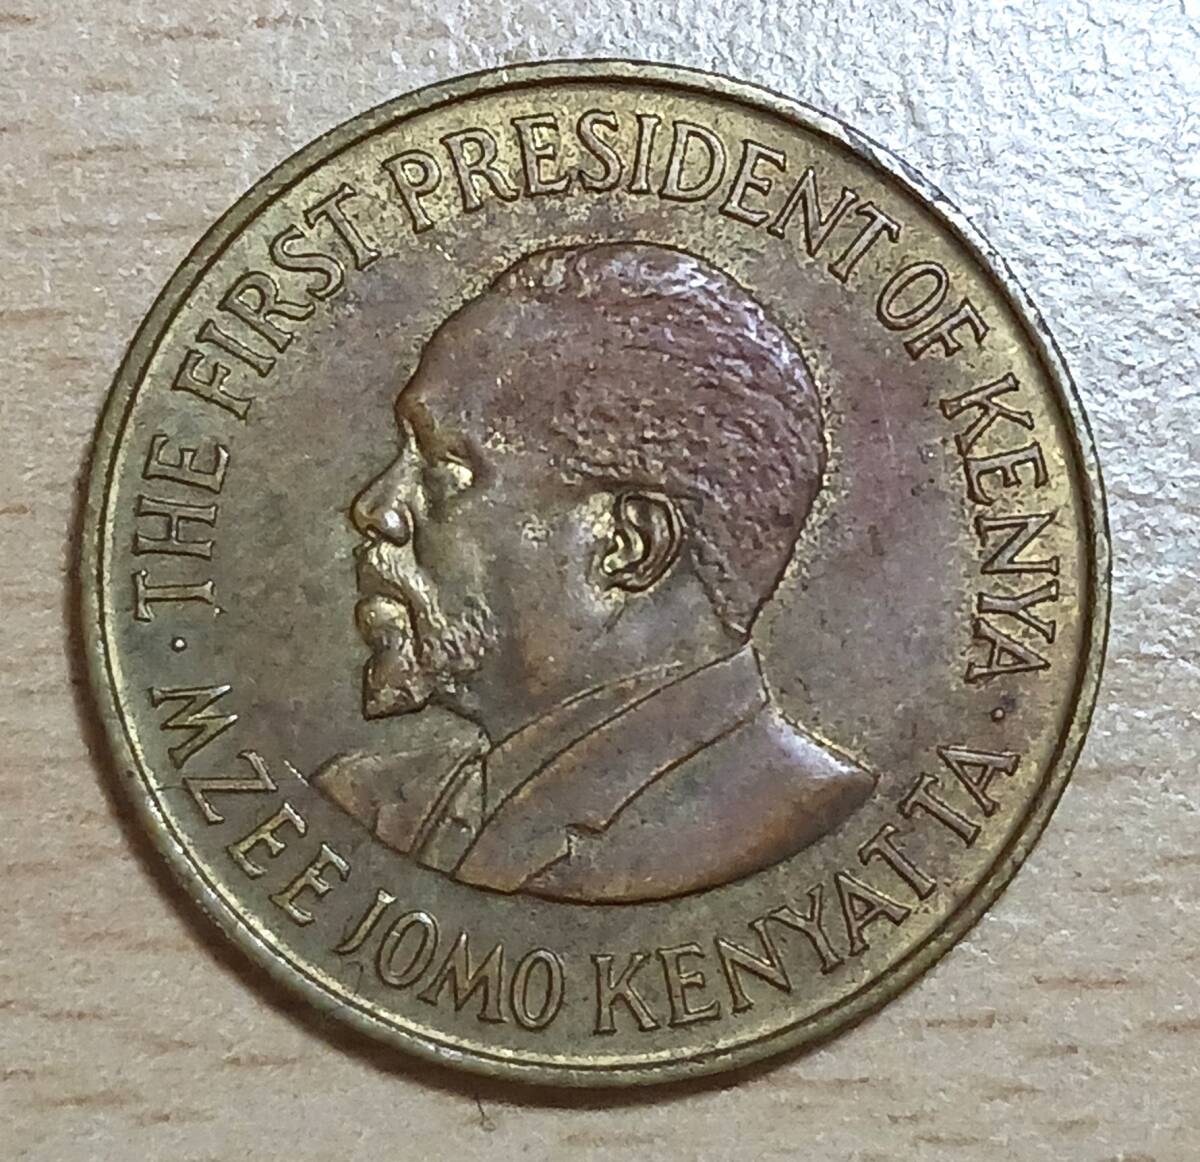 · THE FIRST PRESIDENT OF KENYA ·
MZEE JOMO KENYATTA